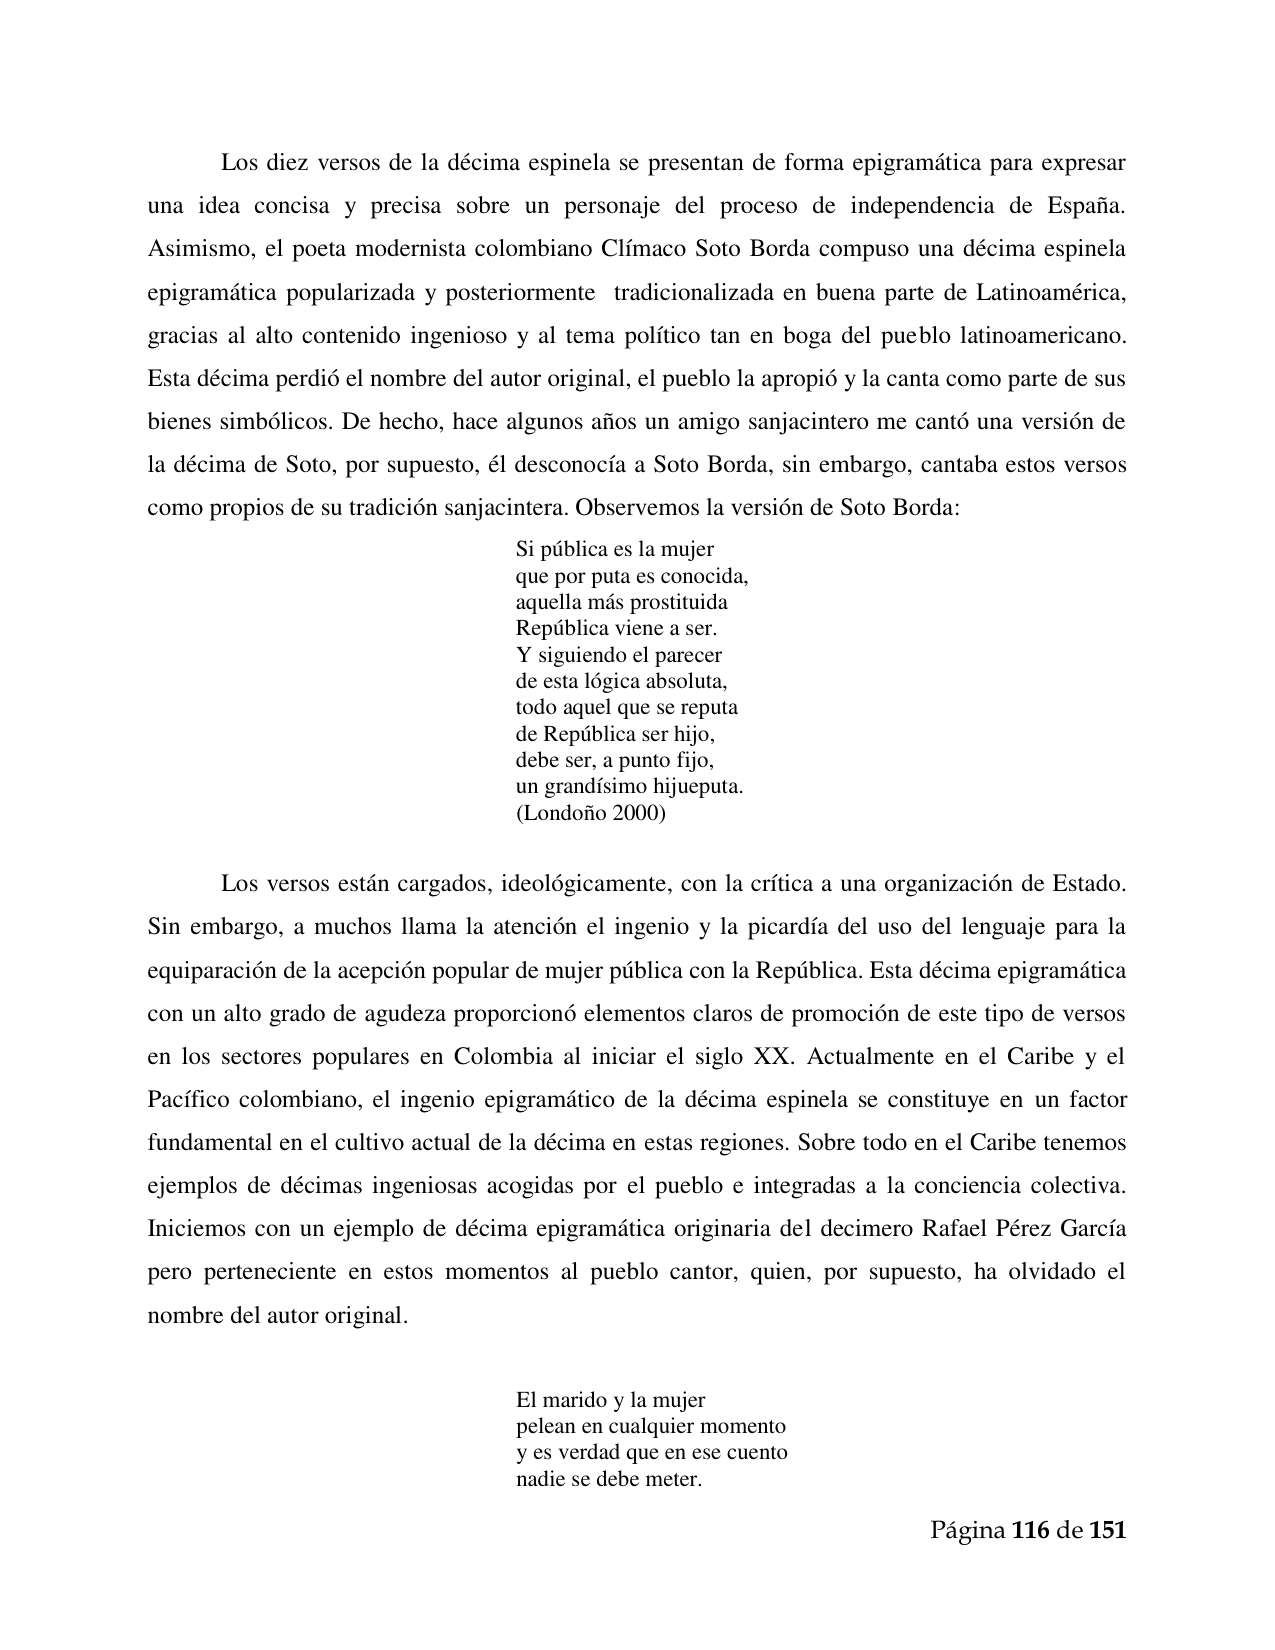 Los diez versos de la décima espinela se presentan de forma epigramática para expresar
una idea concisa y precisa sobre un personaje del proceso de independencia de España.
Asimismo, el poeta modernista colombiano Clímaco Soto Borda compuso una décima espinela
epigramática popularizada y posteriormente tradicionalizada en buena parte de Latinoamérica,
gracias al alto contenido ingenioso y al tema político tan en boga del pueblo latinoamericano.
Esta décima perdió el nombre del autor original, el pueblo la apropió y la canta como parte de sus
bienes simbólicos. De hecho, hace algunos años un amigo sanjacintero me cantó una versión de
la décima de Soto, por supuesto, él desconocía a Soto Borda, sin embargo, cantaba estos versos
como propios de su tradición sanjacintera. Observemos la versión de Soto Borda:
Si pública es la mujer
que por puta es conocida,
aquella más prostituida
República viene a ser.
Y siguiendo el parecer
de esta lógica absoluta,
todo aquel que se reputa
de República ser hijo,
debe ser, a punto fijo,
un grandísimo hijueputa.
(Londoño 2000)
Los versos están cargados, ideológicamente, con la crítica a una organización de Estado.
Sin embargo, a muchos llama la atención el ingenio y la picardía del uso del lenguaje para la
equiparación de la acepción popular de mujer pública con la República. Esta décima epigramática
con un alto grado de agudeza proporcionó elementos claros de promoción de este tipo de versos
en los sectores populares en Colombia al iniciar el siglo XX. Actualmente en el Caribe y el
Pacífico colombiano, el ingenio epigramático de la décima espinela se constituye en un factor
fundamental en el cultivo actual de la décima en estas regiones. Sobre todo en el Caribe tenemos
ejemplos de décimas ingeniosas acogidas por el pueblo e integradas a la conciencia colectiva.
Iniciemos con un ejemplo de décima epigramática originaria del decimero Rafael Pérez García
pero perteneciente en estos momentos al pueblo cantor, quien, por supuesto, ha olvidado el
nombre del autor original.
El marido y la mujer
pelean en cualquier momento
y es verdad que en ese cuento
nadie se debe meter.
Página 116 de 151